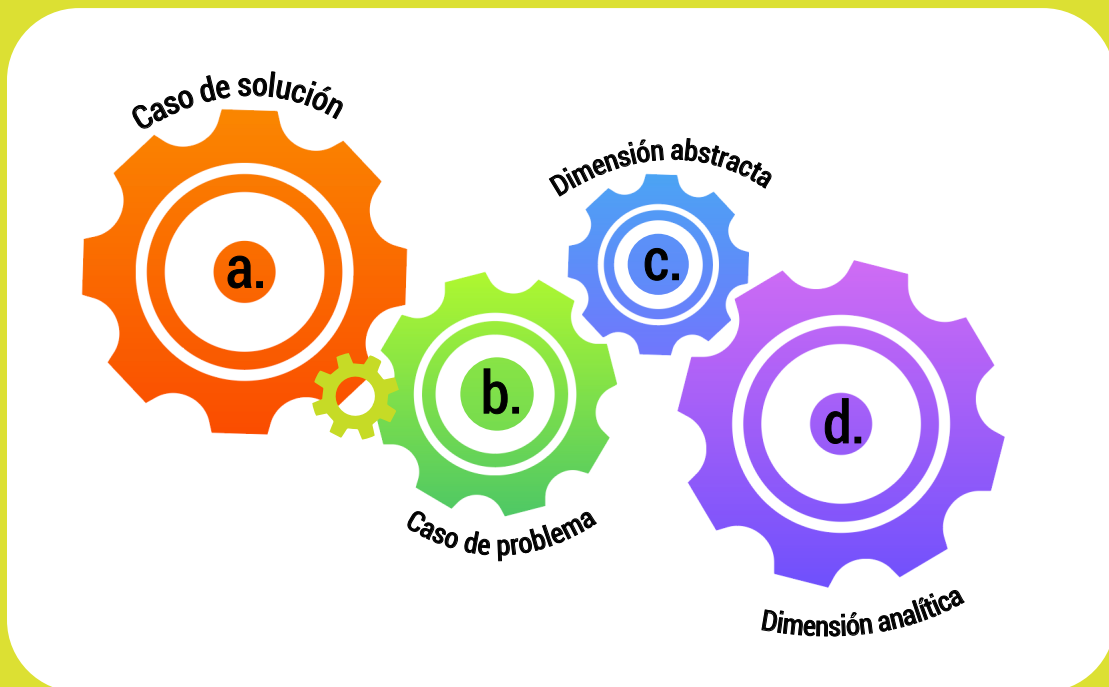 Caso de solución
a.
Dimensión abstracta
c.
b.
Caso de problema
d.
Dimensión analítica